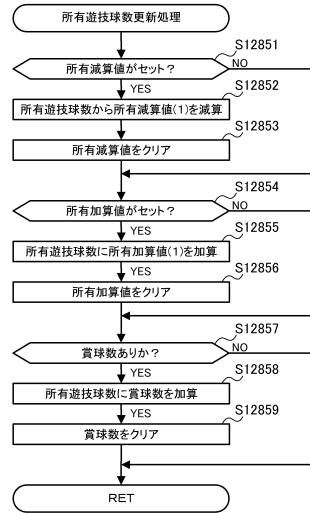 所有遊技球数更新処理
S12851
所有減算値がセット?
NO
YES
S12852
所有遊技球数から所有減算値(1)を減算
YES
S12853
所有減算値をクリア
S12854
所有加算値がセット?
NO
YES
S12855
所有遊技球数に所有加算値(1)を加算
YES
S12856
所有加算値をクリア
S12857
賞球数ありか?
NO
YES
S12858
所有遊技球数に賞球数を加算
YES
S12859
賞球数をクリア
RET